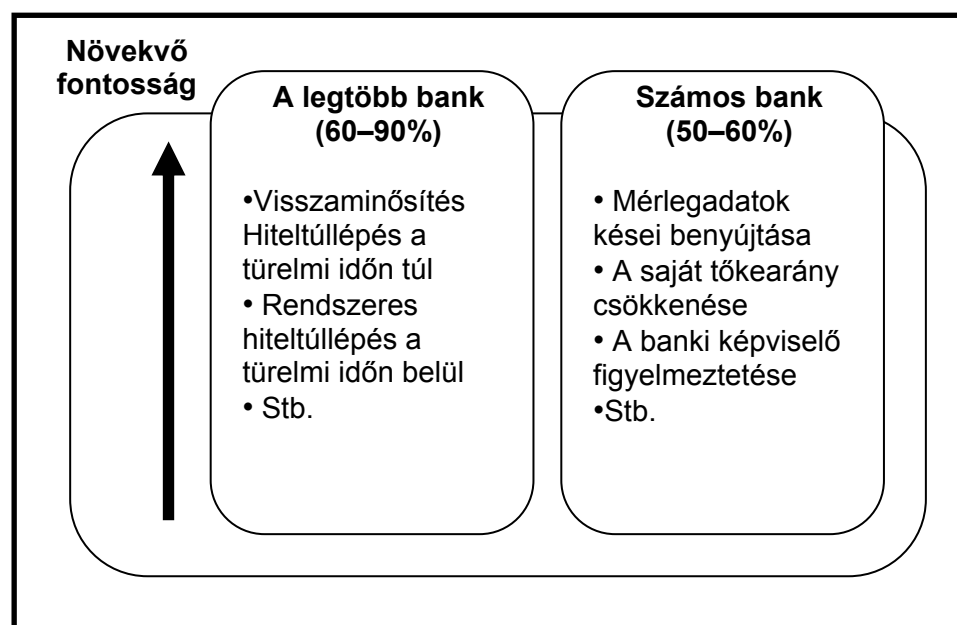 Növekvő
fontosság
A legtöbb bank
(60–90%)
•Visszaminősítés
Hiteltúllépés a
türelmi időn túl
• Rendszeres
hiteltúllépés a
türelmi időn belül
• Stb.
Számos bank
(50–60%)
• Mérlegadatok
kései benyújtása
• A saját tőkearány
csökkenése
• A banki képviselő
figyelmeztetése
•Stb.